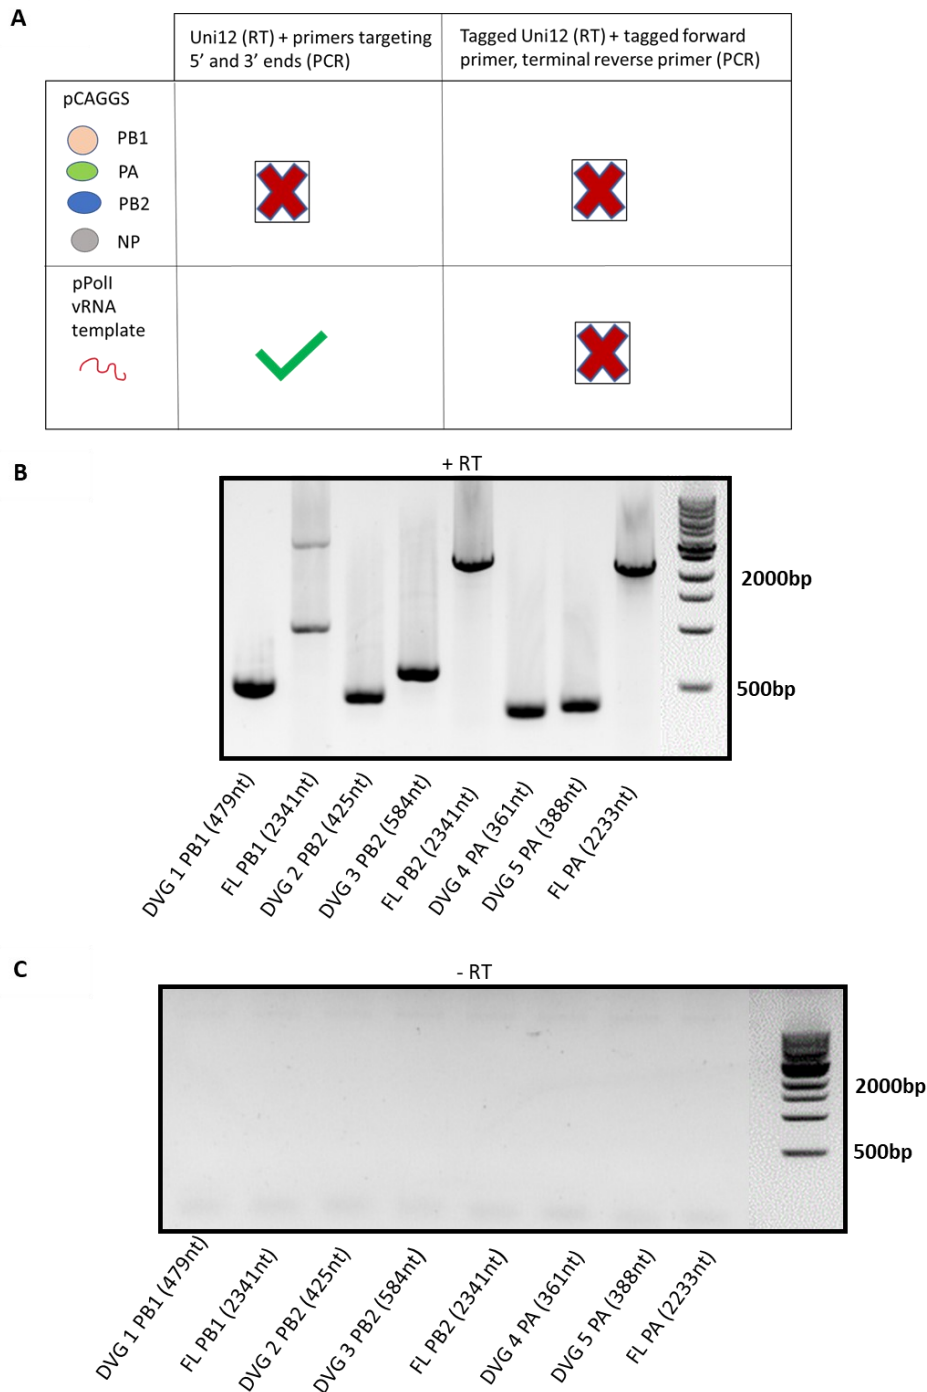 A
Uni12 (RT) + primers targeting
5’ and 3’ ends (PCR)
Tagged Uni12 (RT) + tagged forward
primer, terminal reverse primer (PCR)
pCAGGS
PB1
PA
PB2
NP
pPolI
vRNA
template
B
+ RT
2000bp
500bp
DVG 1 PB1 (479nt)
FL PB1 (2341nt)
DVG 2 PB2 (425nt)
DVG 3 PB2 (584nt)
FL PB2 (2341nt)
DVG 4 PA (361nt)
DVG 5 PA (388nt)
FL PA (2233nt)
C
- RT
2000bp
500bp
DVG 1 PB1 (479nt)
FL PB1 (2341nt)
DVG 2 PB2 (425nt)
DVG 3 PB2 (584nt)
FL PB2 (2341nt)
DVG 4 PA (361nt)
DVG 5 PA (388nt)
FL PA (2233nt)